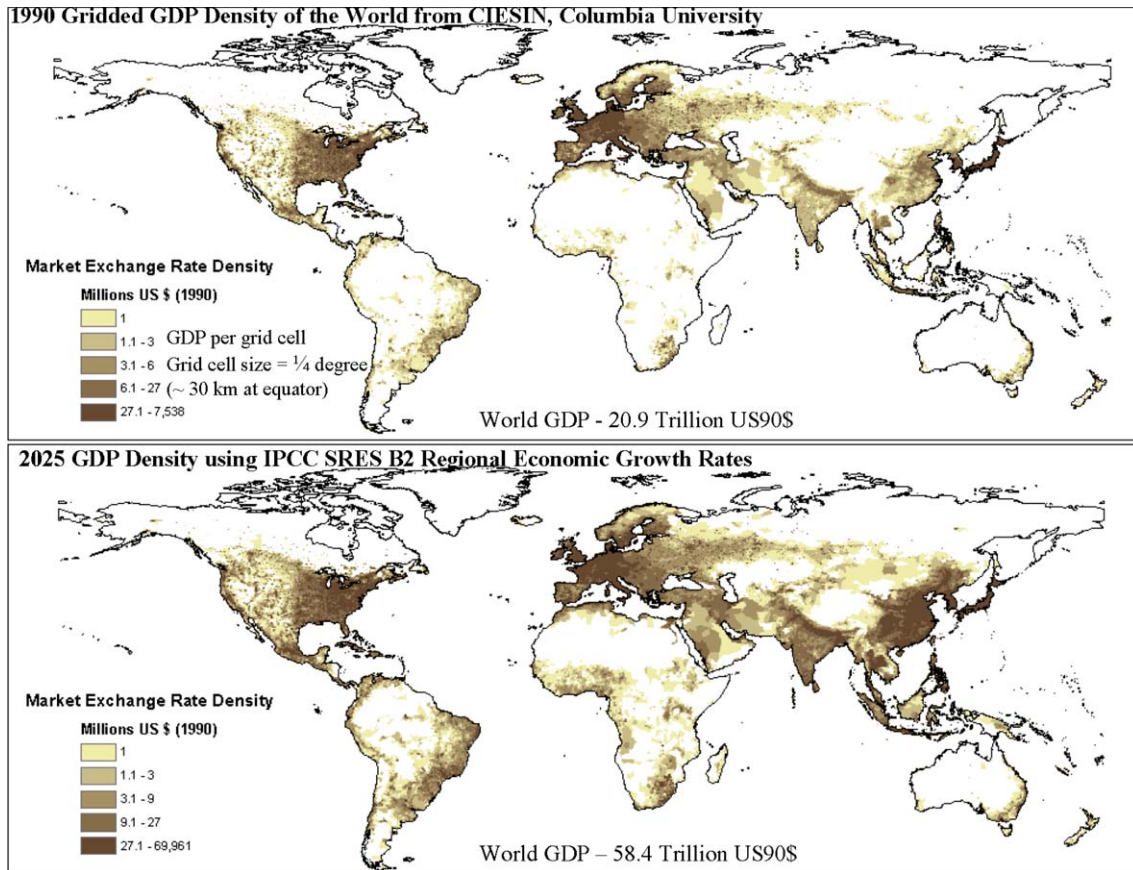 1990 Gridded GDP Density of the World from CIESIN, Columbia University
Market Exchange Rate Density
Millions US $ (1990)
1
1.1 - 3 GDP per grid cell
3.1 - 6 Grid cell size = ¼ degree
6.1 - 27 (~ 30 km at equator)
27.1 - 7,538
World GDP - 20.9 Trillion US90$
2025 GDP Density using IPCC SRES B2 Regional Economic Growth Rates
Market Exchange Rate Density
Millions US $ (1990)
1
1.1 - 3
3.1 - 9
9.1 - 27
27.1 - 69,961
World GDP – 58.4 Trillion US90$